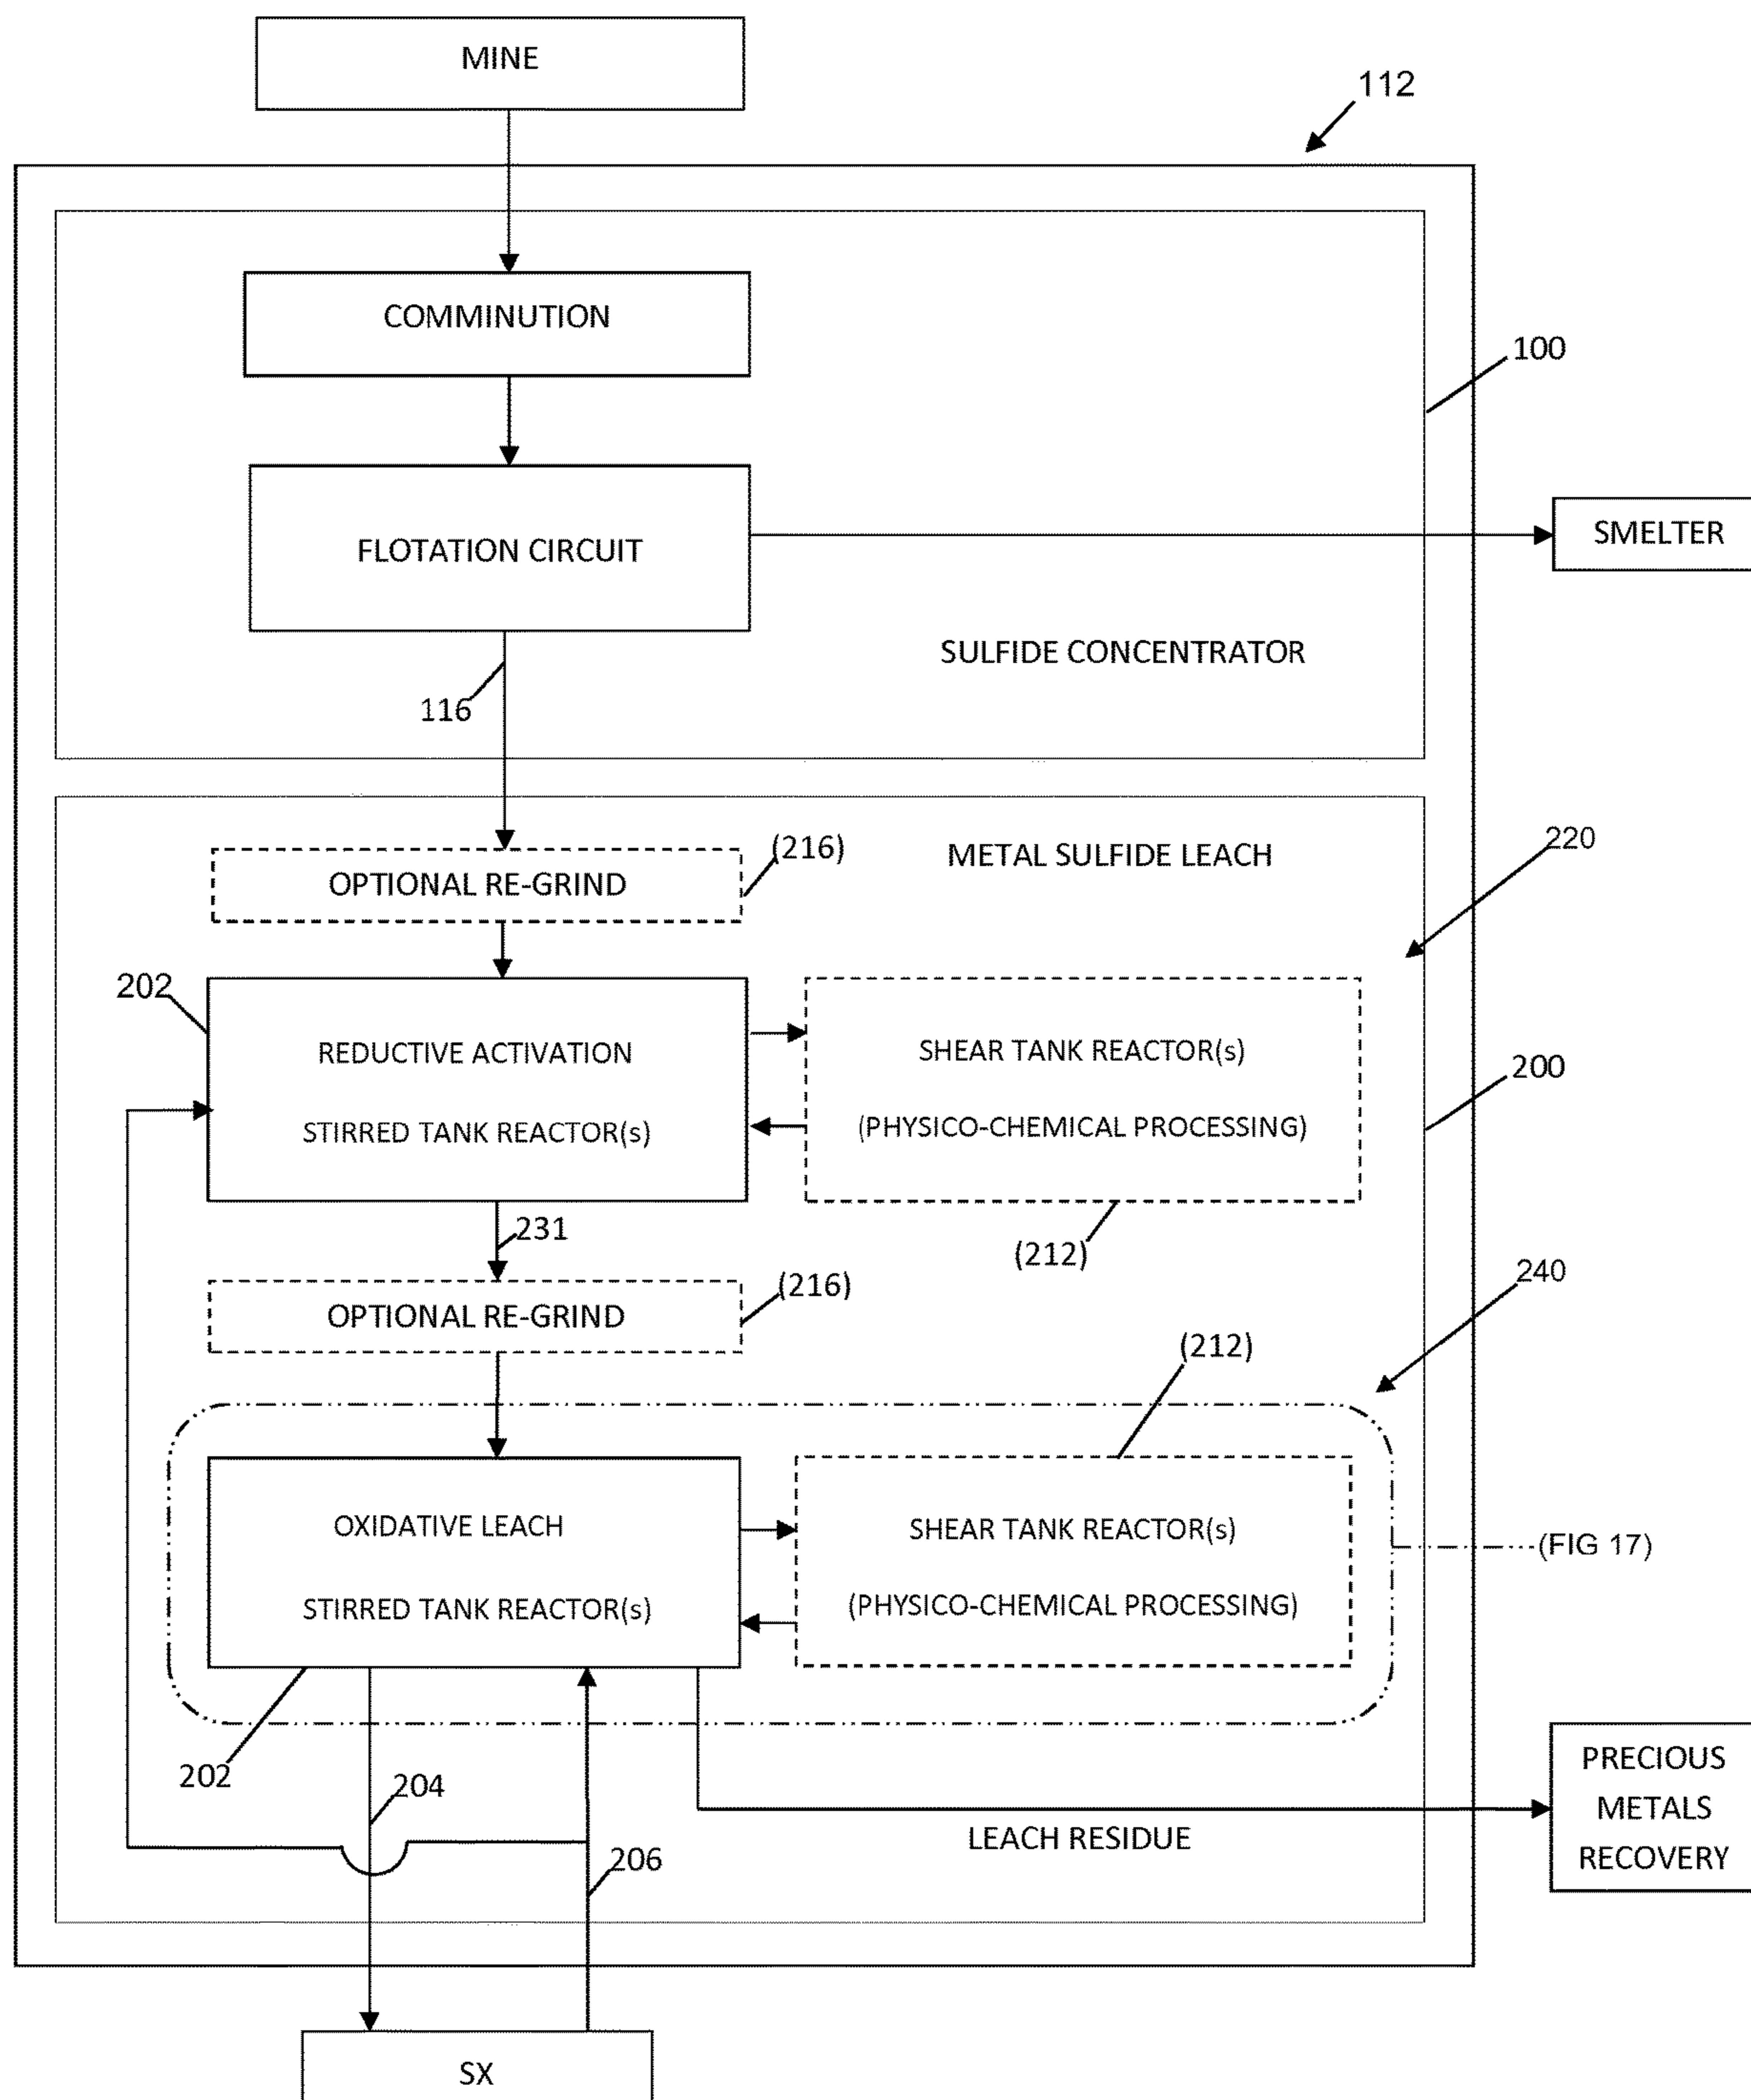 MINE
112
COMMINUTION
100
FLOTATION CIRCUIT
SMELTER
SULFIDE CONCENTRATOR
116
(216)
METAL SULFIDE LEACH
220
OPTIONAL RE-GRIND
202
REDUCTIVE ACTIVATION
STIRRED TANK REACTOR(s)
SHEAR TANK REACTOR(s)
(PHYSICO-CHEMICAL PROCESSING)
200
231
(212)
240
OPTIONAL RE-GRIND
(216)
(212)
OXIDATIVE LEACH
STIRRED TANK REACTOR(s)
SHEAR TANK REACTOR(s)
(PHYSICO-CHEMICAL PROCESSING)
(FIG 17)
202
204
206
LEACH RESIDUE
PRECIOUS
METALS
RECOVERY
SX